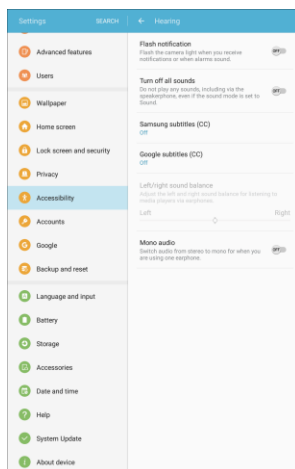 Settings
SEARCH
Hearing
Advanced features
Users
Wallpaper
Home screen
Lock screen and security
Privacy
Accessibility
Accounts
Google
Backup and reset
Language and input
Battery
Storage
Accessories
Date and time
Help
System Update
About device
Flash notification
Flash the camera light when you receive
notifications or when alarms sound.
OFF
Turn off all sounds
Do not play any sounds, including via the
speakerphone, even if the sound mode is set to
Sound.
OFF
Samsung subtitles (CC)
Off
Google subtitles (CC)
Off
Left/right sound balance
Adjust the left and right sound balance for listening to
media players via earphones.
Left Right
Mono audio
Switch audio from stereo to mono for when you
are using one earphone.
OFF